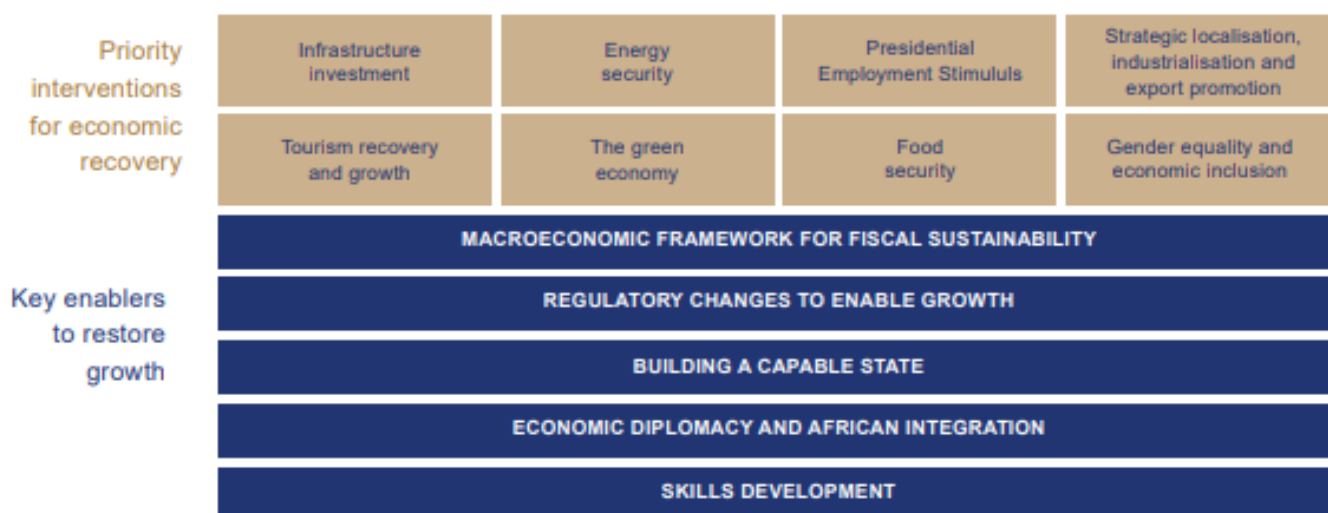 Priority
interventions
for economic
recovery
Infrastructure
investment
Energy
security
Presidential
Employment Stimululs
Strategic localisation,
industrialisation and
export promotion
Tourism recovery
and growth
The green
economy
Food
security
Gender equality and
economic inclusion
Key enablers
to restore
growth
MACROECONOMIC FRAMEWORK FOR FISCAL SUSTAINABILITY
REGULATORY CHANGES TO ENABLE GROWTH
BUILDING A CAPABLE STATE
ECONOMIC DIPLOMACY AND AFRICAN INTEGRATION
SKILLS DEVELOPMENT